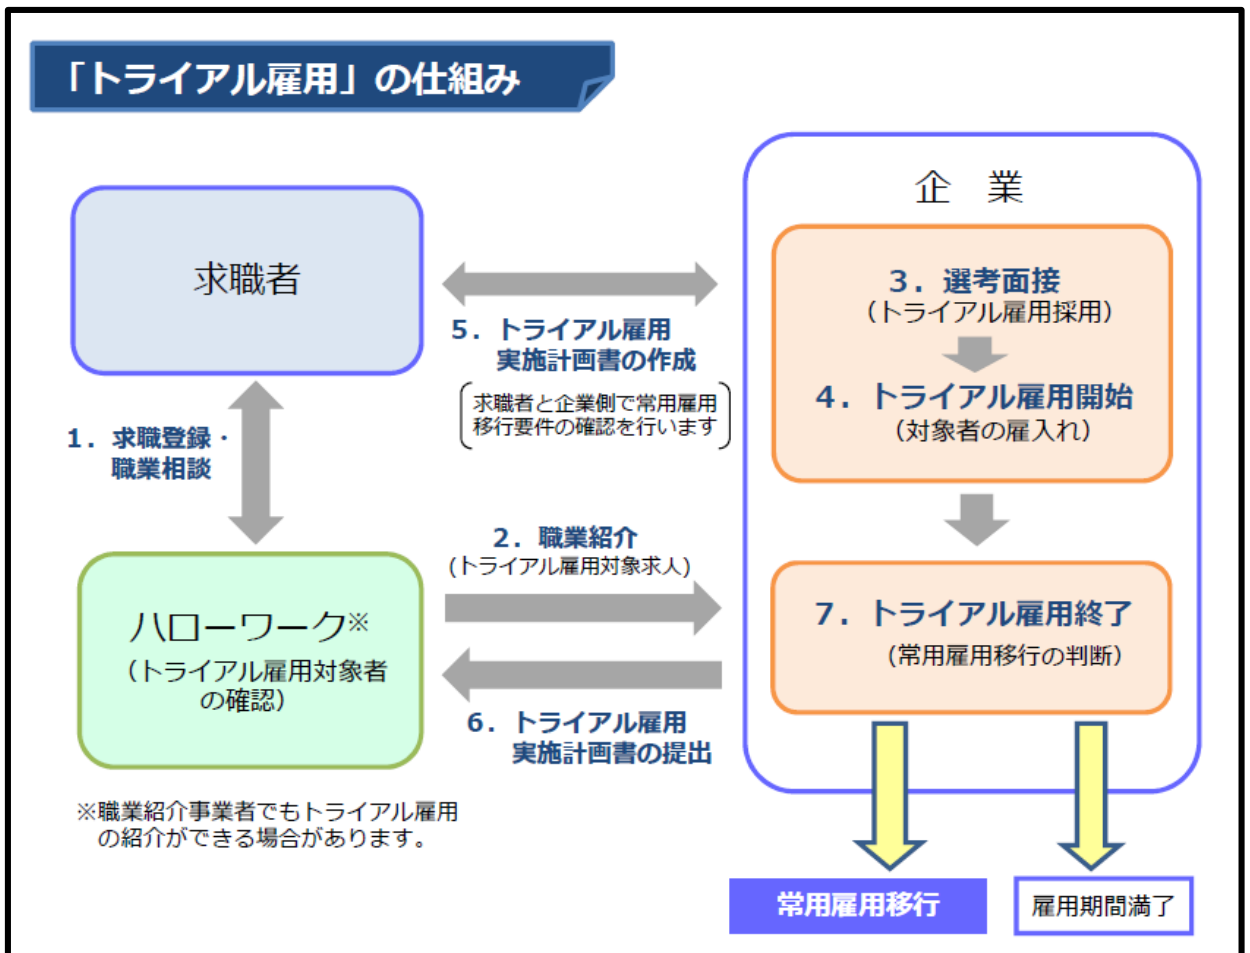 「トライアル雇用」の仕組み
企　業
求職者
3. 選考面接
（トライアル雇用採用）
5. トライアル雇用
実施計画書の作成
求職者と企業側で常用雇用
移行要件の確認を行います
4. トライアル雇用開始
（対象者の雇入れ）
1. 求職登録・
職業相談
2. 職業紹介
(トライアル雇用対象求人)
ハローワーク※
（トライアル雇用対象者
の確認）
7. トライアル雇用終了
(常用雇用移行の判断)
6. トライアル雇用
実施計画書の提出
※職業紹介事業者でもトライアル雇用
の紹介ができる場合があります。
常用雇用移行
雇用期間満了